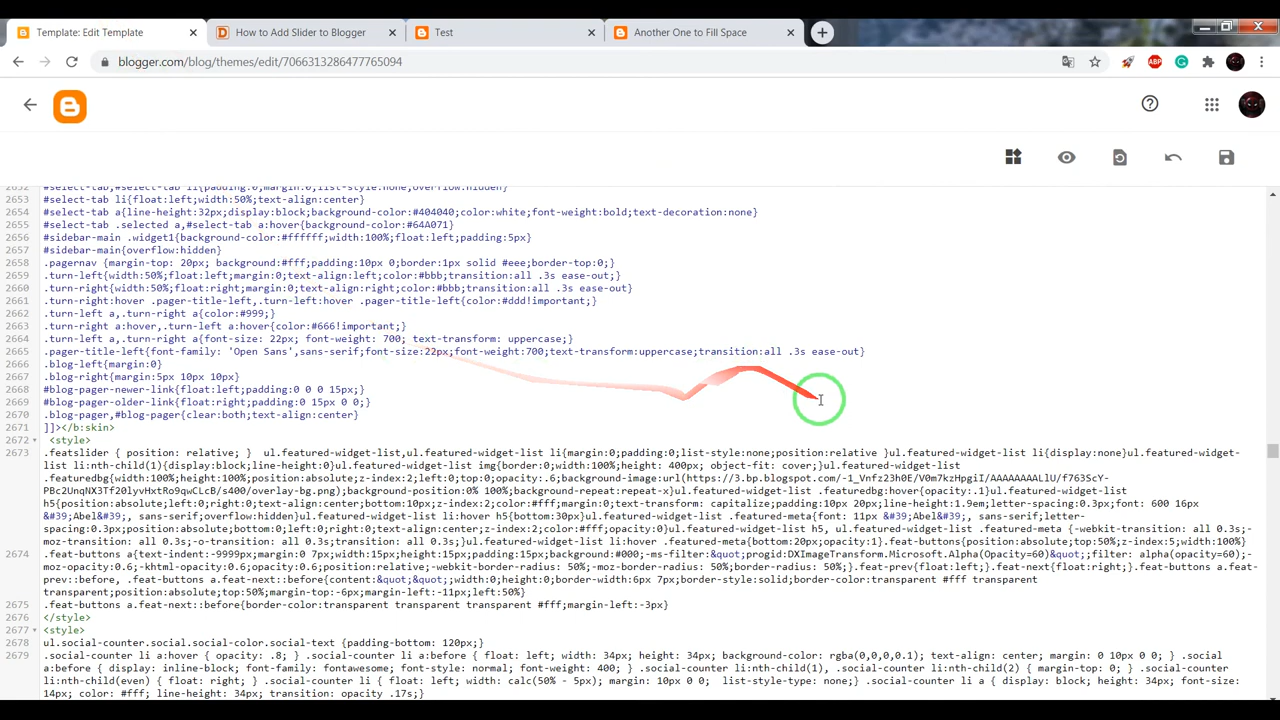 Template: Edit Template
How to Add Slider to Blogger
Test
Another One to Fill Space
blogger.com/blog/themes/edit/7066313286477765094
ABP
2652 #select-tab,#select-tab li{padding:0;margin:0;list-style:none;overflow:hidden}
2653 #select-tab li{float:left;width:50%;text-align:center}
2654 #select-tab a{line-height:32px;display:block;background-color:#404040;color:white;font-weight:bold;text-decoration:none}
2655 #select-tab .selected a,#select-tab a:hover{background-color:#64A071}
2656 #sidebar-main .widget1{background-color:#ffffff;width:100%;float:left;padding:5px}
2657 #sidebar-main{overflow:hidden}
2658 .pagernav {margin-top: 20px; background:#fff;padding:10px 0;border:1px solid #eee;border-top:0;}
2659 .turn-left{width:50%;float:left;margin:0;text-align:left;color:#bbb;transition:all .3s ease-out;}
2660 .turn-right{width:50%;float:right;margin:0;text-align:right;color:#bbb;transition:all .3s ease-out;}
2661 .turn-right:hover .pager-title-left,.turn-left:hover .pager-title-left{color:#ddd!important;}
2662 .turn-left a,.turn-right a{color:#999;}
2663 .turn-right a:hover,.turn-left a:hover{color:#666!important;}
2664 .turn-left a,.turn-right a{font-size: 22px; font-weight: 700; text-transform: uppercase;}
2665 .pager-title-left{font-family: 'Open Sans',sans-serif;font-size:22px;font-weight:700;text-transform:uppercase;transition:all .3s ease-out}
2666 .blog-left{margin:0}
2667 .blog-right{margin:5px 10px 10px}
2668 #blog-pager-newer-link{float:left;padding:0 0 0 15px;}
2669 #blog-pager-older-link{float:right;padding:0 15px 0 0;}
2670 .blog-pager,#blog-pager{clear:both;text-align:center}
2671 ]]></b:skin>
2672 <style>
2673 .featslider { position: relative; } ul.featured-widget-list,ul.featured-widget-list li{margin:0;padding:0;list-style:none;position:relative }ul.featured-widget-list li{display:none}ul.featured-widget-
list li:nth-child(1){display:block;line-height:0}ul.featured-widget-list img{border:0;width:100%;height: 400px; object-fit: cover;}ul.featured-widget-list
.featuredbg{width:100%;height:100%;position:absolute;z-index:2;left:0;top:0;opacity:.6;background-image:url(https://3.bp.blogspot.com/-1_Vnfz23h0E/V0m7kzHpgiI/AAAAAAAALlU/f763ScY-
PBc2UnqNX3Tf20lyvHxtRo9qwCLcB/s400/overlay-bg.png);background-position:0% 100%;background-repeat:repeat-x}ul.featured-widget-list .featuredbg:hover{opacity:.1}ul.featured-widget-list
h5{position:absolute;left:0;right:0;text-align:center;bottom:10px;z-index:2;color:#fff;margin:0;text-transform: capitalize;padding:10px 20px;line-height:1.9em;letter-spacing:0.3px;font: 600 16px
&#39;Abel&#39;, sans-serif;overflow:hidden}ul.featured-widget-list li:hover h5{bottom:30px}ul.featured-widget-list .featured-meta{font: 11px &#39;Abel&#39;, sans-serif;letter-
spacing:0.3px;position:absolute;bottom:0;left:0;right:0;text-align:center;z-index:2;color:#fff;opacity:0}ul.featured-widget-list h5, ul.featured-widget-list .featured-meta {-webkit-transition: all 0.3s;-
moz-transition: all 0.3s;-o-transition: all 0.3s;transition: all 0.3s;}ul.featured-widget-list li:hover .featured-meta{bottom:20px;opacity:1}.feat-buttons{position:absolute;top:50%;z-index:5;width:100%}
2674 .feat-buttons a{text-indent:-9999px;margin:0 7px;width:15px;height:15px;padding:15px;background:#000;-ms-filter:&quot;progid:DXImageTransform.Microsoft.Alpha(Opacity=60)&quot;;filter: alpha(opacity=60);-
moz-opacity:0.6;-khtml-opacity:0.6;opacity:0.6;position:relative;-webkit-border-radius: 50%;-moz-border-radius: 50%;border-radius: 50%;}.feat-prev{float:left;}.feat-next{float:right;}.feat-buttons a.feat-
prev::before, .feat-buttons a.feat-next::before{content:&quot;&quot;;width:0;height:0;border-width:6px 7px;border-style:solid;border-color:transparent #fff transparent
transparent;position:absolute;top:50%;margin-top:-6px;margin-left:-11px;left:50%}
2675 .feat-buttons a.feat-next::before{border-color:transparent transparent transparent #fff;margin-left:-3px}
2676 </style>
2677 <style>
2678 ul.social-counter.social.social-color.social-text {padding-bottom: 120px;}
2679 .social-counter li a:hover { opacity: .8; } .social-counter li a:before { float: left; width: 34px; height: 34px; background-color: rgba(0,0,0,0.1); text-align: center; margin: 0 10px 0 0; } .social
a:before { display: inline-block; font-family: fontawesome; font-style: normal; font-weight: 400; } .social-counter li:nth-child(1), .social-counter li:nth-child(2) { margin-top: 0; } .social-counter
li:nth-child(even) { float: right; } .social-counter li { float: left; width: calc(50% - 5px); margin: 10px 0 0; list-style-type: none;} .social-counter li a { display: block; height: 34px; font-size:
14px; color: #fff; line-height: 34px; transition: opacity .17s;}